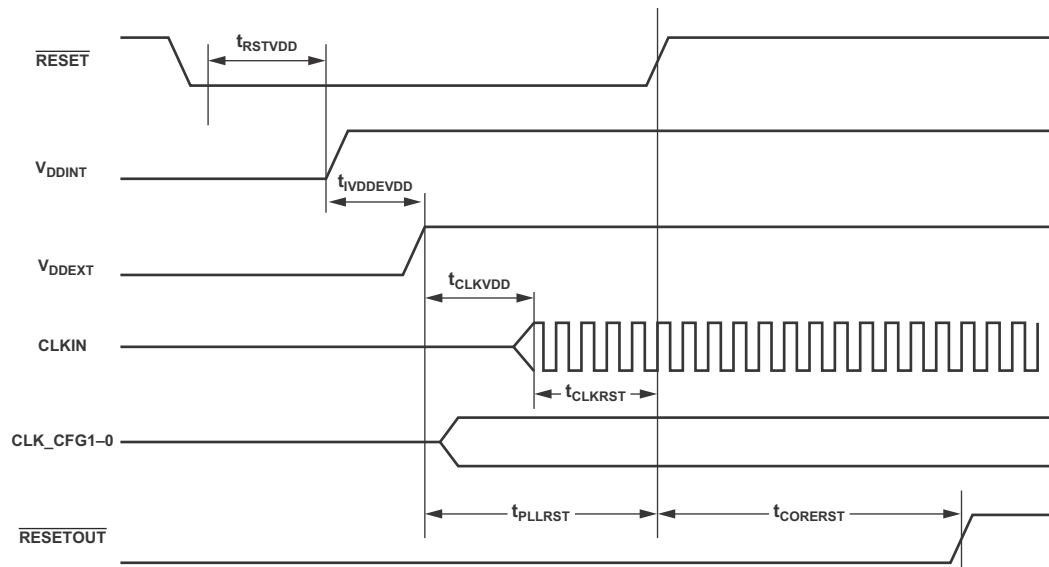 RESET
tRSTVDD
VDDINT
tIVDDEVDD
VDDEXT
tCLKVDD
CLKIN
tCLKRST
CLK_CFG1–0
tPLLRST
tCORERST
RESETOUT